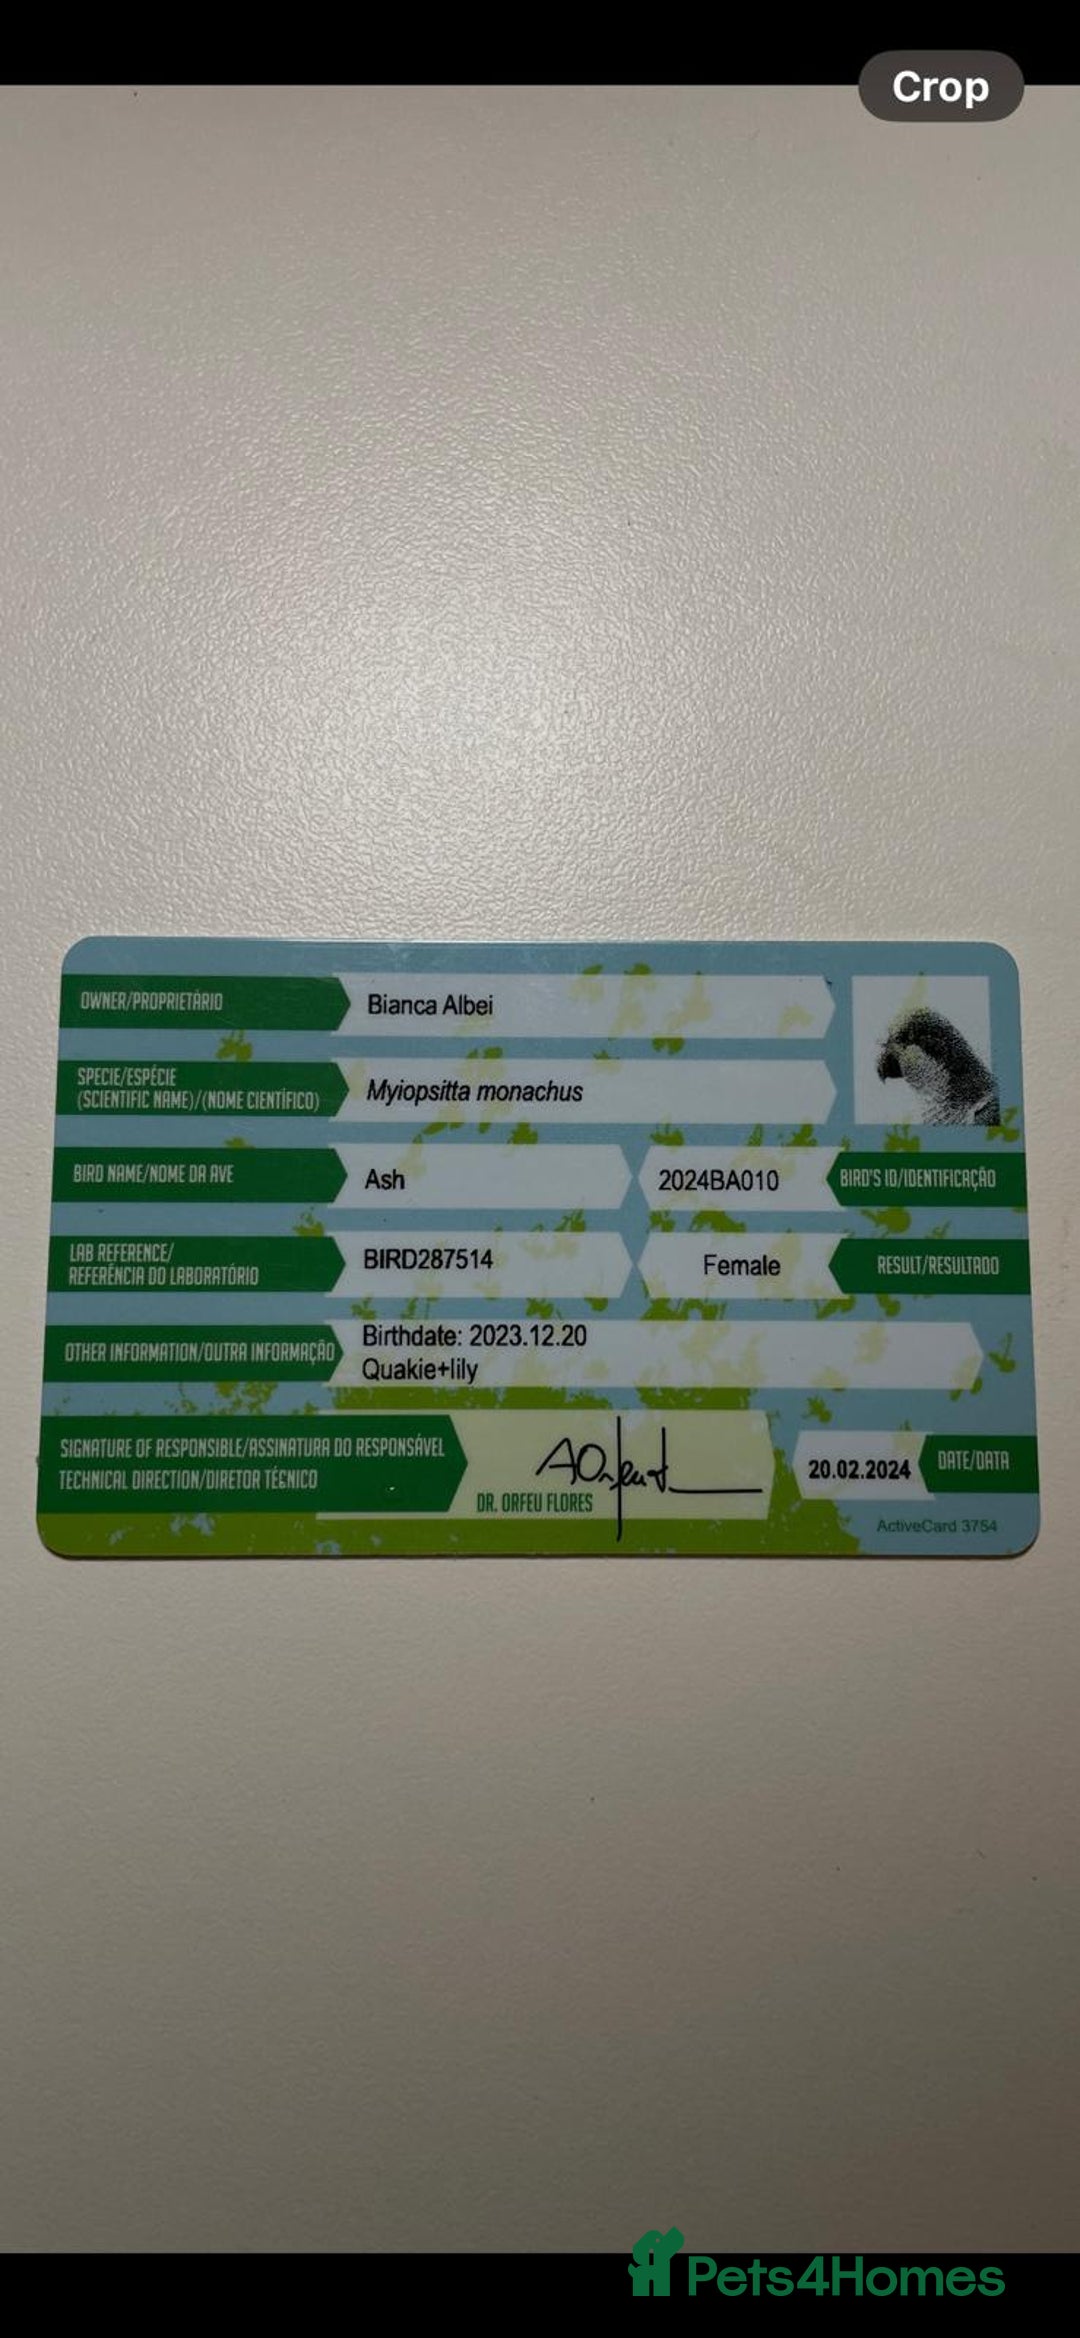 Crop
OWNER/PROPRIETÁRIO
Bianca Albei
SPECIE/ESPÉCIE
(SCIENTIFIC NAME)/(NOME CIENTÍFICO)
Myiopsitta monachus
BIRD NAME/NOME DA AVE
Ash
2024BA010
BIRD'S ID/IDENTIFICAÇÃO
LAB REFERENCE/
REFERÊNCIA DO LABORATÓRIO
BIRD287514
Female
RESULT/RESULTADO
OTHER INFORMATION/OUTRA INFORMAÇÃO
Birthdate: 2023.12.20
Quakie+lily
SIGNATURE OF RESPONSIBLE/ASSINATURA DO RESPONSÁVEL
TECHNICAL DIRECTION/DIRETOR TÉCNICO
DR. ORFEU FLORES
20.02.2024
DATE/DATA
ActiveCard 3754
Pets4Homes